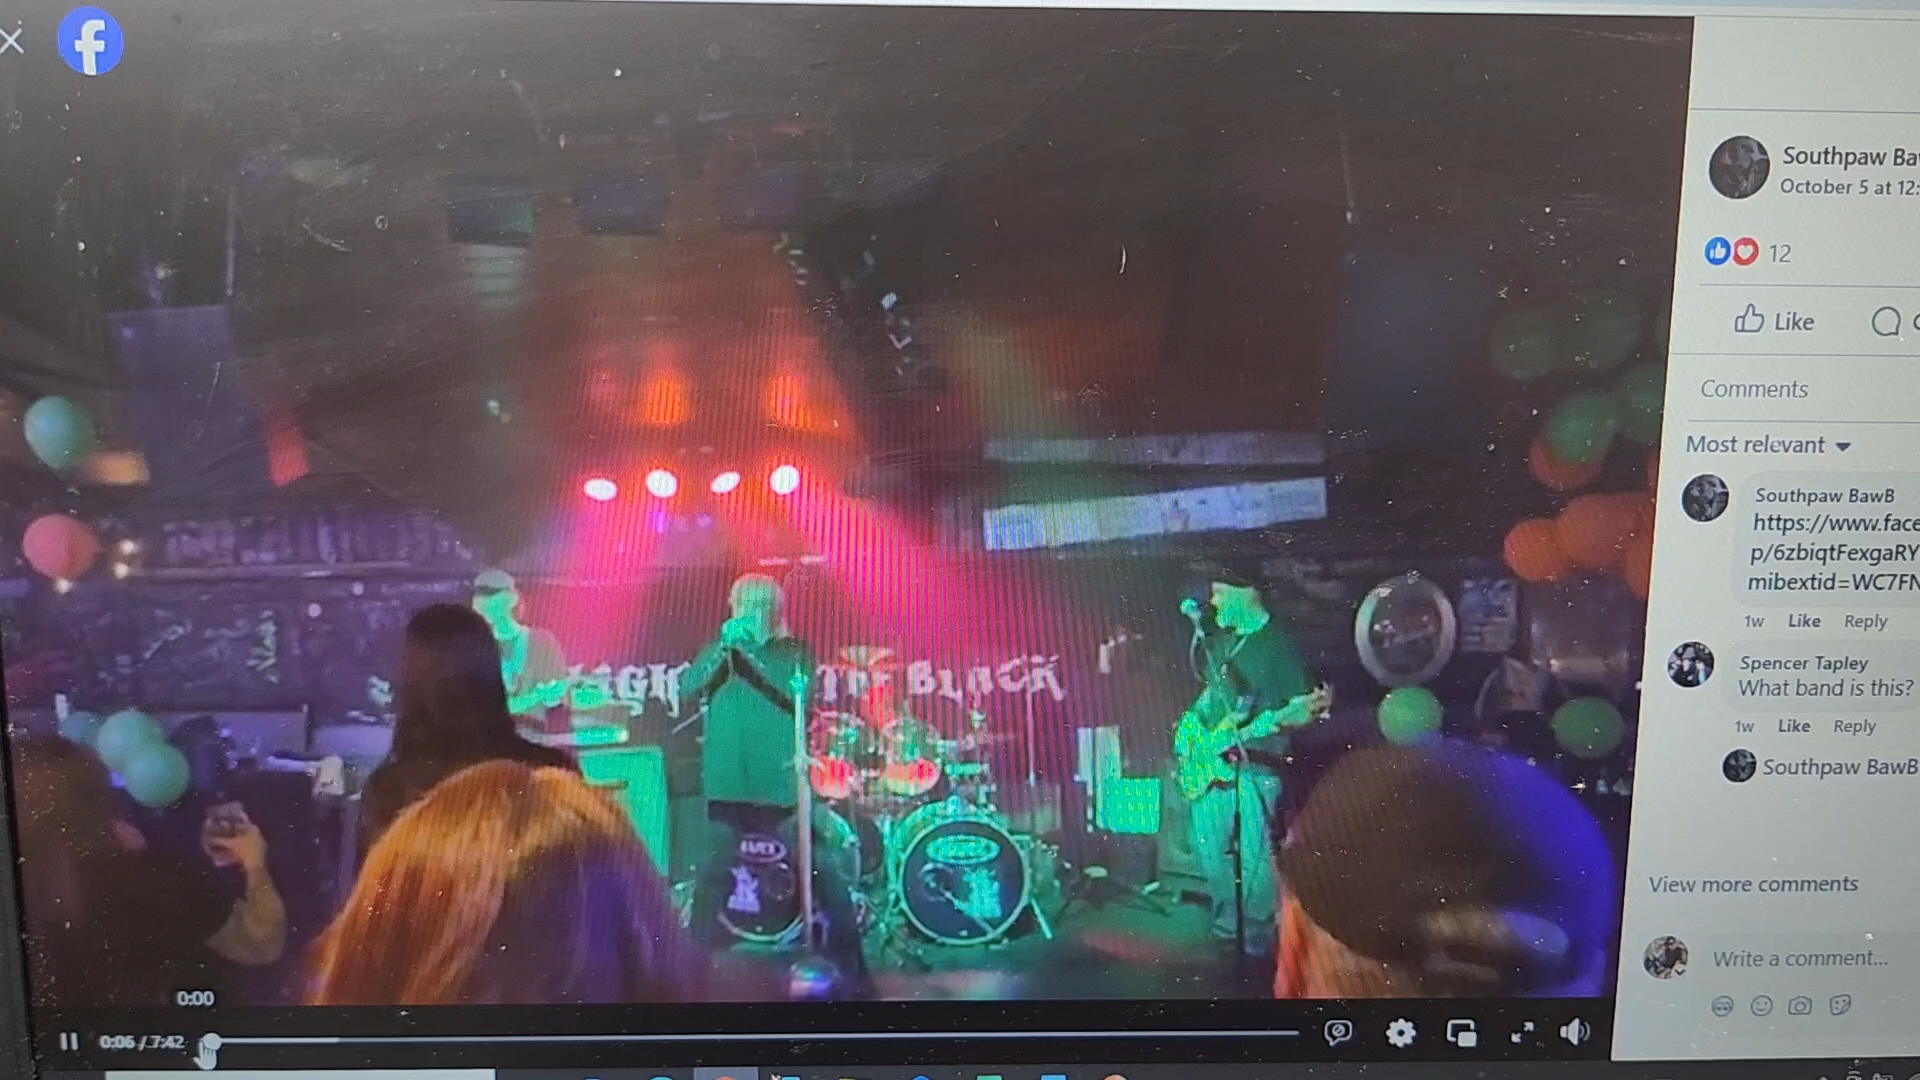 Southpaw Ba
October 5 at 12:
12
Like
Comments
Most relevant
Southpaw BawB
https://www.face
p/6zbiqtFexgaRY
mibextid=WC7FN
1w Like Reply
Spencer Tapley
What band is this?
1w Like Reply
Southpaw BawB
View more comments
Write a comment...
THE BLACK
0:00
0:06 / 7:42